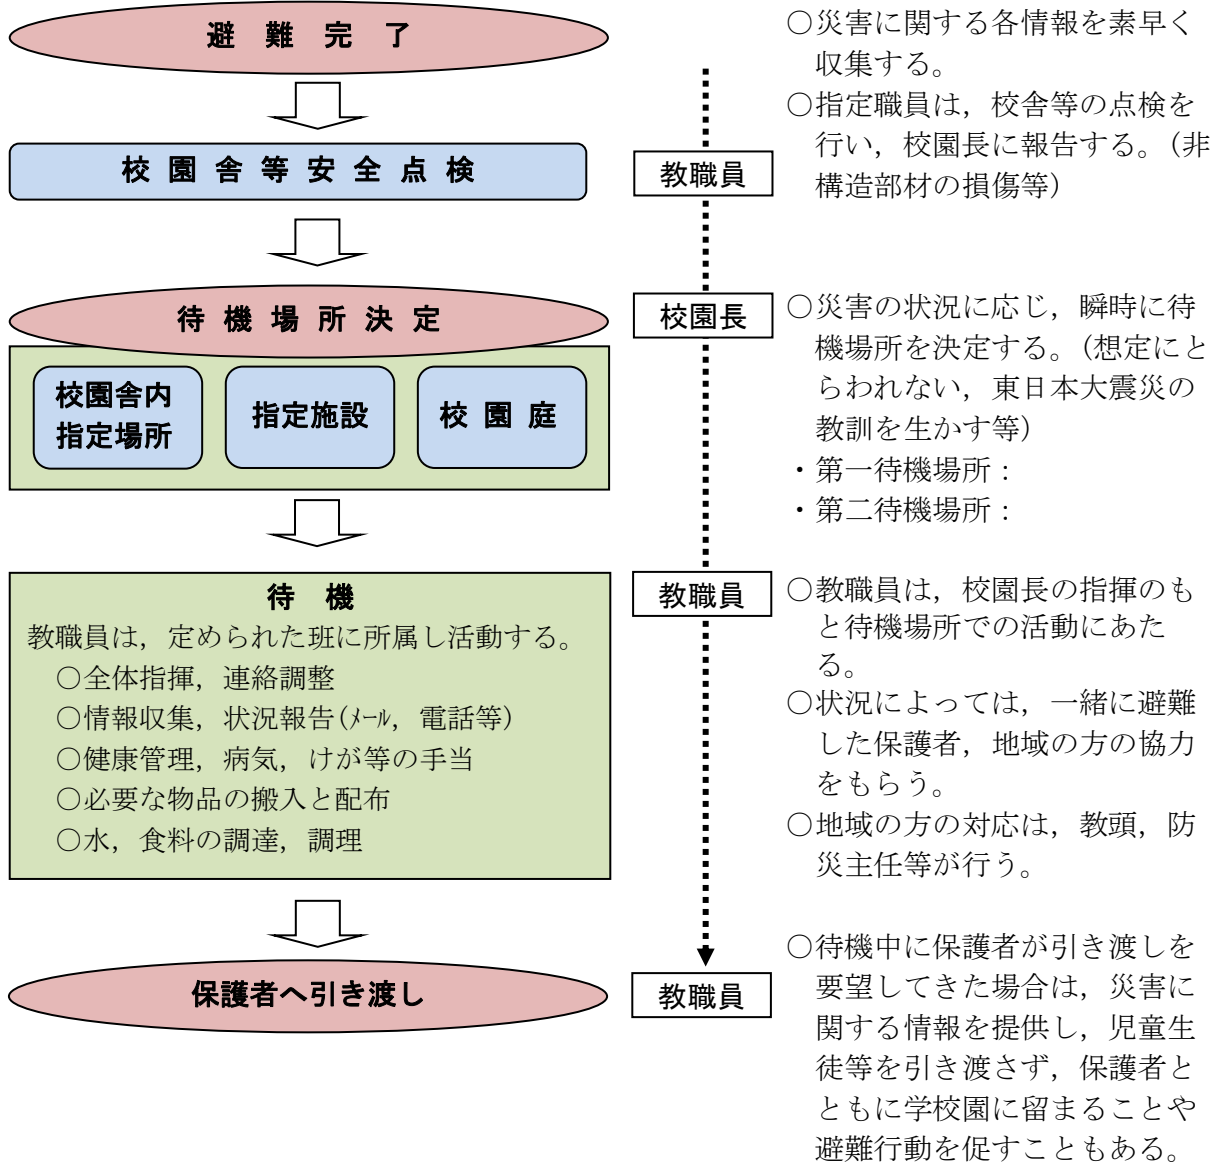 避難完了
○災害に関する各情報を素早く
収集する。
○指定職員は，校舎等の点検を
行い，校園長に報告する。（非
構造部材の損傷等）
校園舎等安全点検
教職員
待機場所決定
校園長
○災害の状況に応じ，瞬時に待
機場所を決定する。（想定にと
らわれない，東日本大震災の
教訓を生かす等）
・第一待機場所：
・第二待機場所：
校園舎内
指定場所
指定施設
校園庭
待機
教職員は，定められた班に所属し活動する。
○全体指揮，連絡調整
○情報収集，状況報告(ﾒｰﾙ，電話等)
○健康管理，病気，けが等の手当
○必要な物品の搬入と配布
○水，食料の調達，調理
教職員
○教職員は，校園長の指揮のも
と待機場所での活動にあた
る。
○状況によっては，一緒に避難
した保護者，地域の方の協力
をもらう。
○地域の方の対応は，教頭，防
災主任等が行う。
保護者へ引き渡し
教職員
○待機中に保護者が引き渡しを
要望してきた場合は，災害に
関する情報を提供し，児童生
徒等を引き渡さず，保護者と
ともに学校園に留まることや
避難行動を促すこともある。